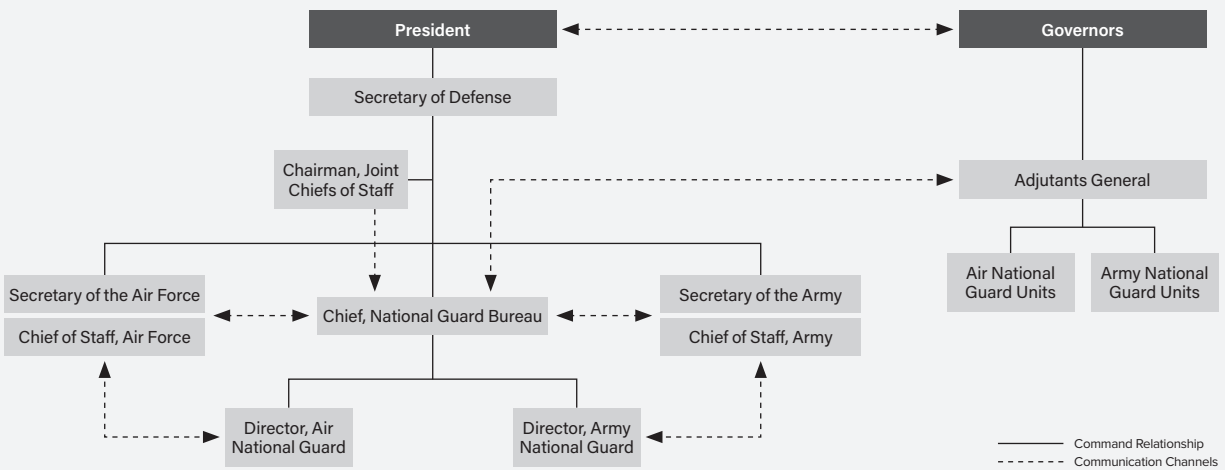 President
Governors
Secretary of Defense
Chairman, Joint
Chiefs of Staff
Adjutants General
Secretary of the Air Force
Chief of Staff, Air Force
Chief, National Guard Bureau
Secretary of the Army
Chief of Staff, Army
Air National
Guard Units
Army National
Guard Units
Director, Air
National Guard
Director, Army
National Guard
Command Relationship
Communication Channels